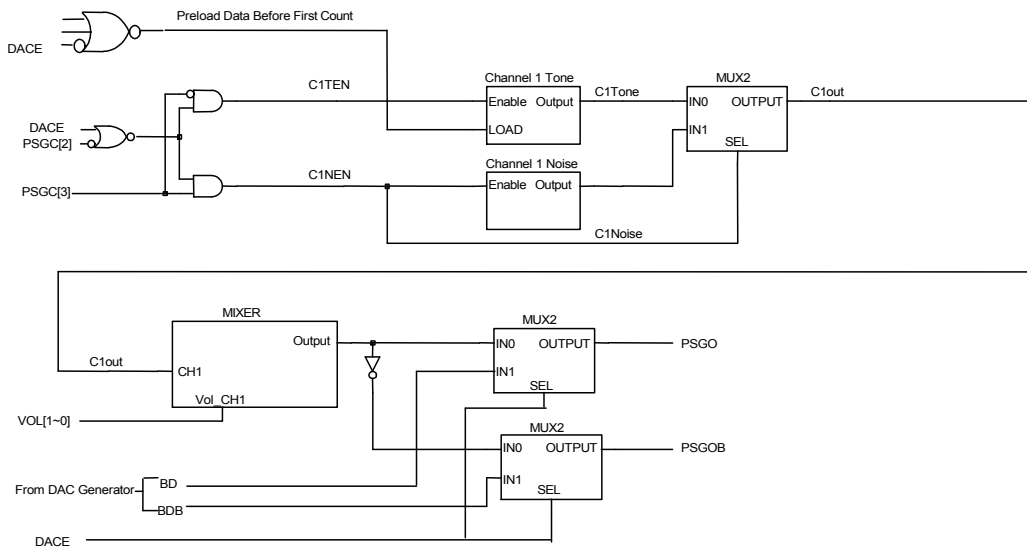 Preload Data Before First Count
DACE
C1TEN
Channel 1 Tone
Enable Output
LOAD
C1Tone
MUX2
IN0 OUTPUT
IN1
SEL
C1out
DACE
PSGC[2]
PSGC[3]
C1NEN
Channel 1 Noise
Enable Output
C1Noise
MIXER
Output
C1out
CH1
Vol_CH1
VOL[1~0]
MUX2
IN0 OUTPUT
IN1
SEL
PSGO
MUX2
IN0 OUTPUT
IN1
SEL
PSGOB
From DAC Generator
BD
BDB
DACE